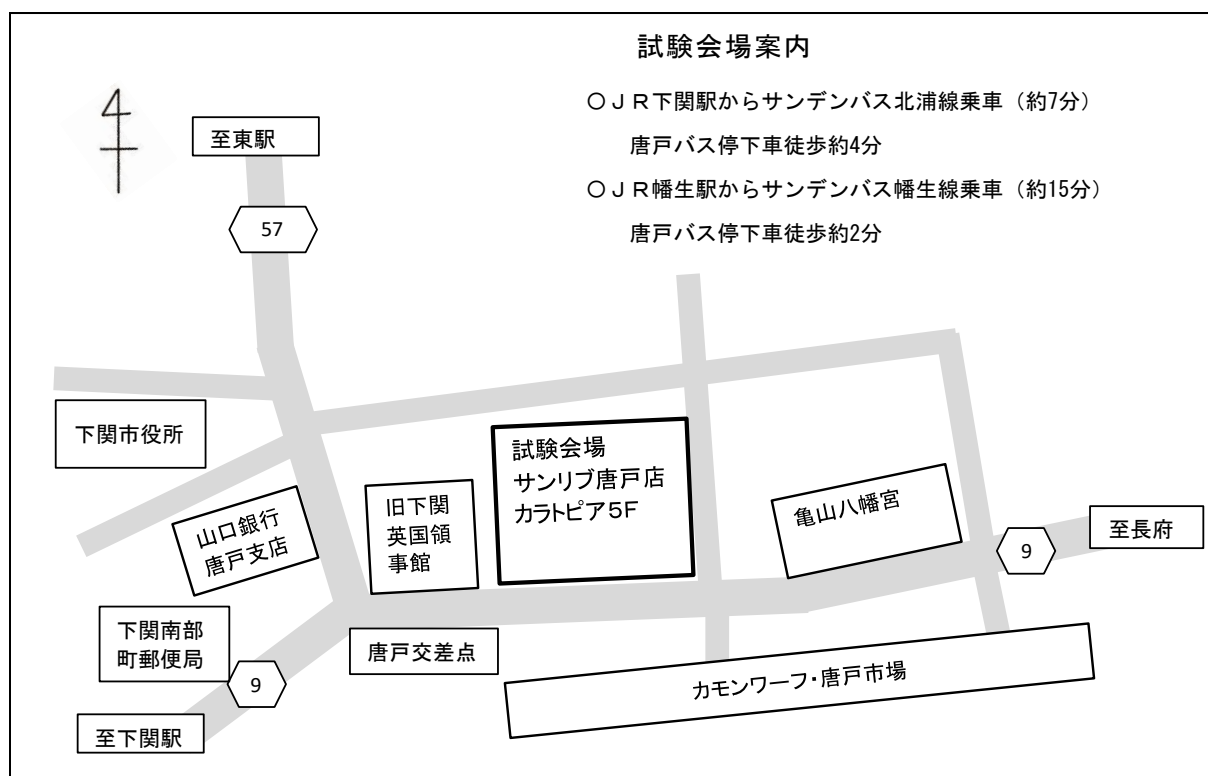 試験会場案内
○ＪＲ下関駅からサンデンバス北浦線乗車（約7分）
唐戸バス停下車徒歩約4分
○ＪＲ幡生駅からサンデンバス幡生線乗車（約15分）
唐戸バス停下車徒歩約2分
4
至東駅
57
下関市役所
試験会場
サンリブ唐戸店
カラトピア５Ｆ
旧下関
英国領
事館
山口銀行
唐戸支店
亀山八幡宮
9
至長府
下関南部
町郵便局
唐戸交差点
9
カモンワーフ・唐戸市場
至下関駅